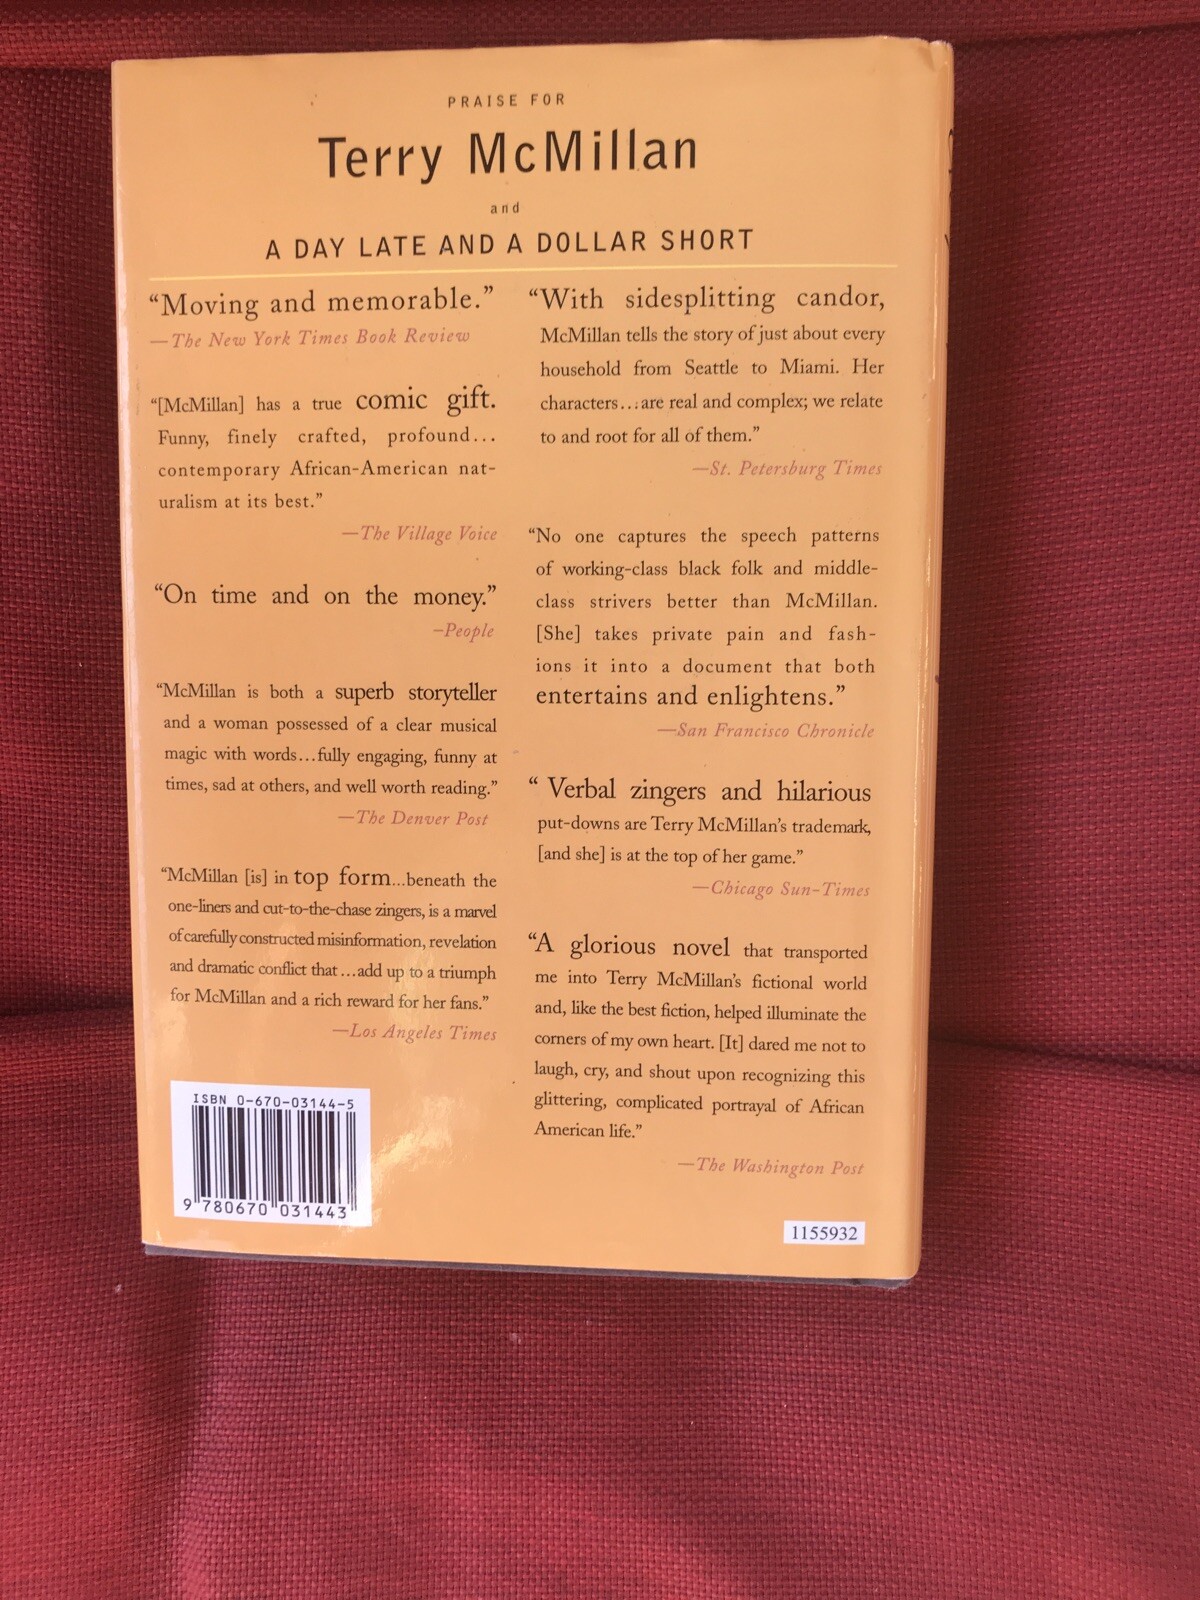 PRAISE FOR
Terry McMillan
and
A DAY LATE AND A DOLLAR SHORT
“Moving and memorable.”
—The New York Times Book Review
“[McMillan] has a true comic gift.
Funny, finely crafted, profound...
contemporary African-American nat-
uralism at its best.”
—The Village Voice
“On time and on the money.”
–People
“McMillan is both a superb storyteller
and a woman possessed of a clear musical
magic with words...fully engaging, funny at
times, sad at others, and well worth reading.”
—The Denver Post
“McMillan [is] in top form...beneath the
one-liners and cut-to-the-chase zingers, is a marvel
of carefully constructed misinformation, revelation
and dramatic conflict that ...add up to a triumph
for McMillan and a rich reward for her fans.”
—Los Angeles Times
“With sidesplitting candor,
McMillan tells the story of just about every
household from Seattle to Miami. Her
characters...are real and complex; we relate
to and root for all of them.”
—St. Petersburg Times
“No one captures the speech patterns
of working-class black folk and middle-
class strivers better than McMillan.
[She] takes private pain and fash-
ions it into a document that both
entertains and enlightens.”
—San Francisco Chronicle
“ Verbal zingers and hilarious
put-downs are Terry McMillan’s trademark,
[and she] is at the top of her game.”
—Chicago Sun-Times
“A glorious novel that transported
me into Terry McMillan’s fictional world
and, like the best fiction, helped illuminate the
corners of my own heart. [It] dared me not to
laugh, cry, and shout upon recognizing this
glittering, complicated portrayal of African
American life.”
—The Washington Post
ISBN 0-670-03144-5
9 780670 031443
1155932